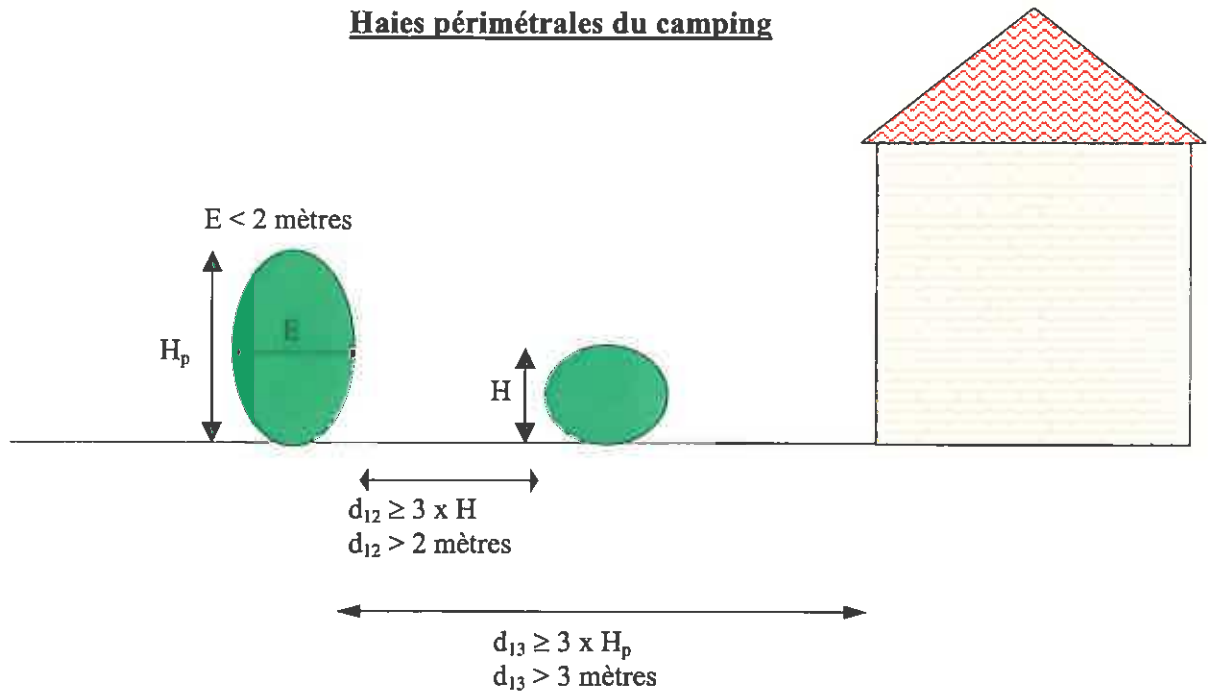 Haies périmétrales du camping
E < 2 mètres
E
Hp
H
d12 ≥ 3 x H
d12 > 2 mètres
d13 ≥ 3 x Hp
d13 > 3 mètres